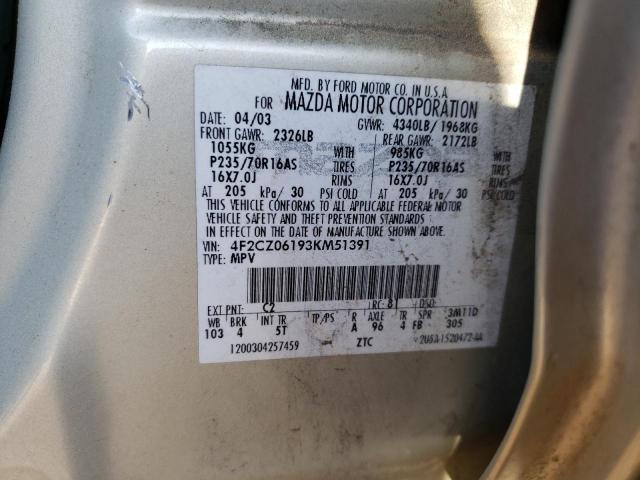 MFD. BY FORD MOTOR CO. IN U.S.A.
FOR MAZDA MOTOR CORPORATION
DATE: 04/03 GVWR: 4340LB/ 1968KG
FRONT GAWR: 2326LB REAR GAWR: 2172LB
1055KG WITH 985KG WITH
P235/70R16AS TIRES P235/70R16AS TIRES
16X7.0J RIMS 16X7.0J RIMS
AT 205 kPa/ 30 PSI COLD AT 205 kPa/ 30 PSI COLD
THIS VEHICLE CONFORMS TO ALL APPLICABLE FEDERAL MOTOR
VEHICLE SAFETY AND THEFT PREVENTION STANDARDS
IN EFFECT ON THE DATE OF MANUFACTURE SHOWN ABOVE.
VIN: 4F2CZ06193KM51391
TYPE: MPV
EXT PNT: C2 RC: 81 DSO:
WB BRK INT TR TP/PS R AXLE TR SPR 3M11D
103 4 5T A 96 4 FB 305
1200304257459 ZTC